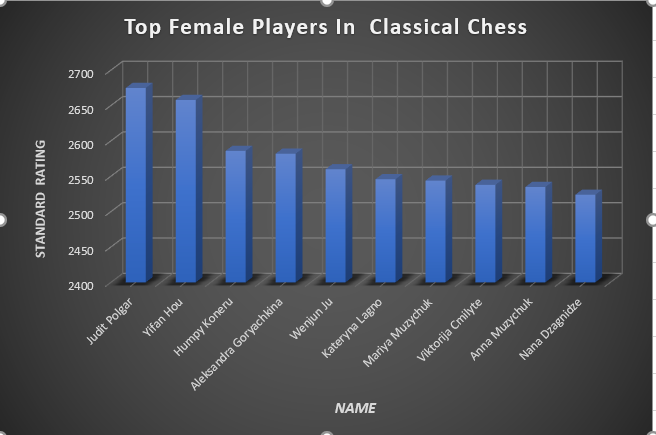 Top Female Players In  Classical Chess
STANDARD RATING
2700
2650
2600
2550
2500
2450
2400
Judit Polgar
Yifan Hou
Humpy Koneru
Aleksandra Goryachkina
Wenjun Ju
Kateryna Lagno
Mariya Muzychuk
Viktorija Cmilyte
Anna Muzychuk
Nana Dzagnidze
NAME